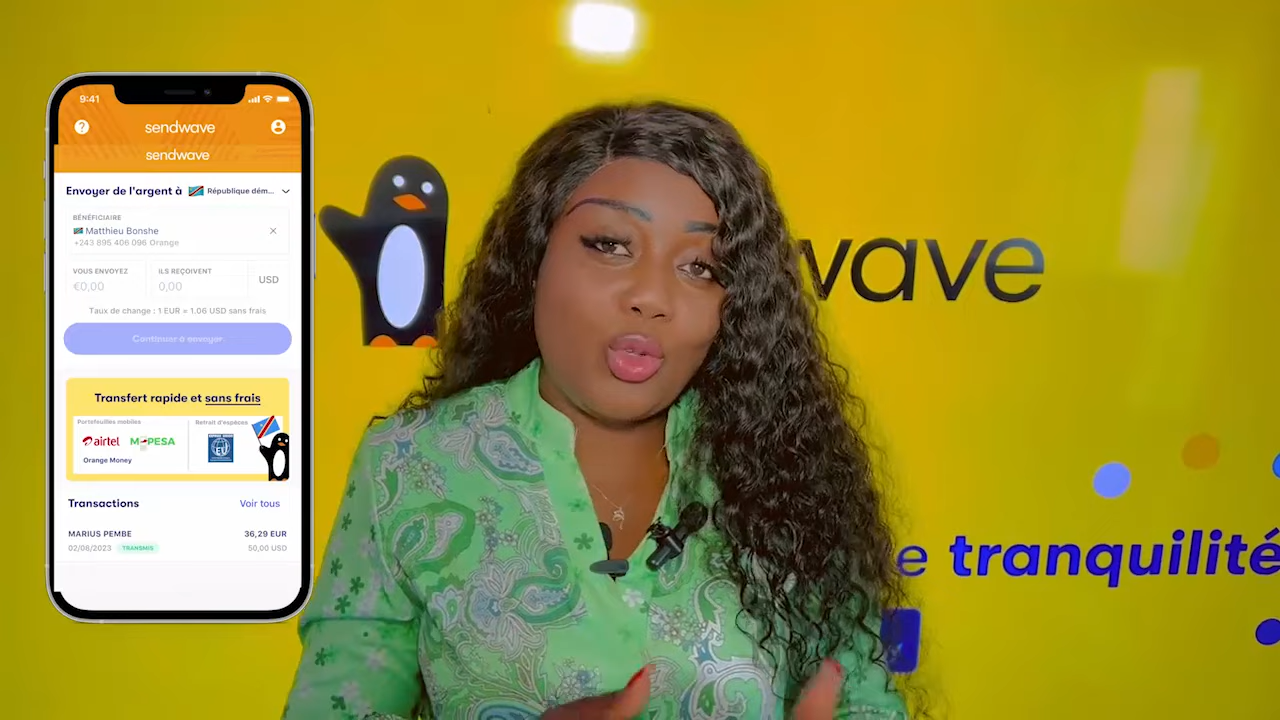 9:41
sendwave
sendwave
Envoyer de l'argent à République dém...
BÉNÉFICIAIRE
Matthieu Bonshe
+243 895 406 096 Orange
VOUS ENVOYEZ
ILS REÇOIVENT
€0,00
0,00
USD
Taux de change : 1 EUR = 1.06 USD sans frais
Continuer à envoyer
Transfert rapide et sans frais
Portefeuilles mobiles
Retrait d'espèces
airtel
M-PESA
Orange Money
Transactions
Voir tous
MARIUS PEMBE
36,29 EUR
02/08/2023
TRANSMIS
50,00 USD
wave
e tranquilité